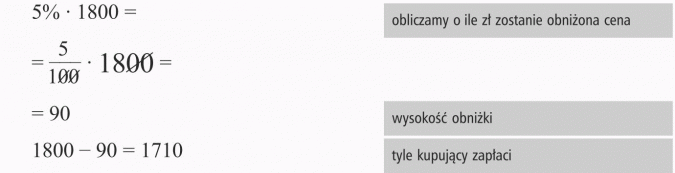 5% · 1800 =
obliczamy o ile zł zostanie obniżona cena
= 5/100 · 1800 =
= 90
wysokość obniżki
1800 − 90 = 1710
tyle kupujący zapłaci